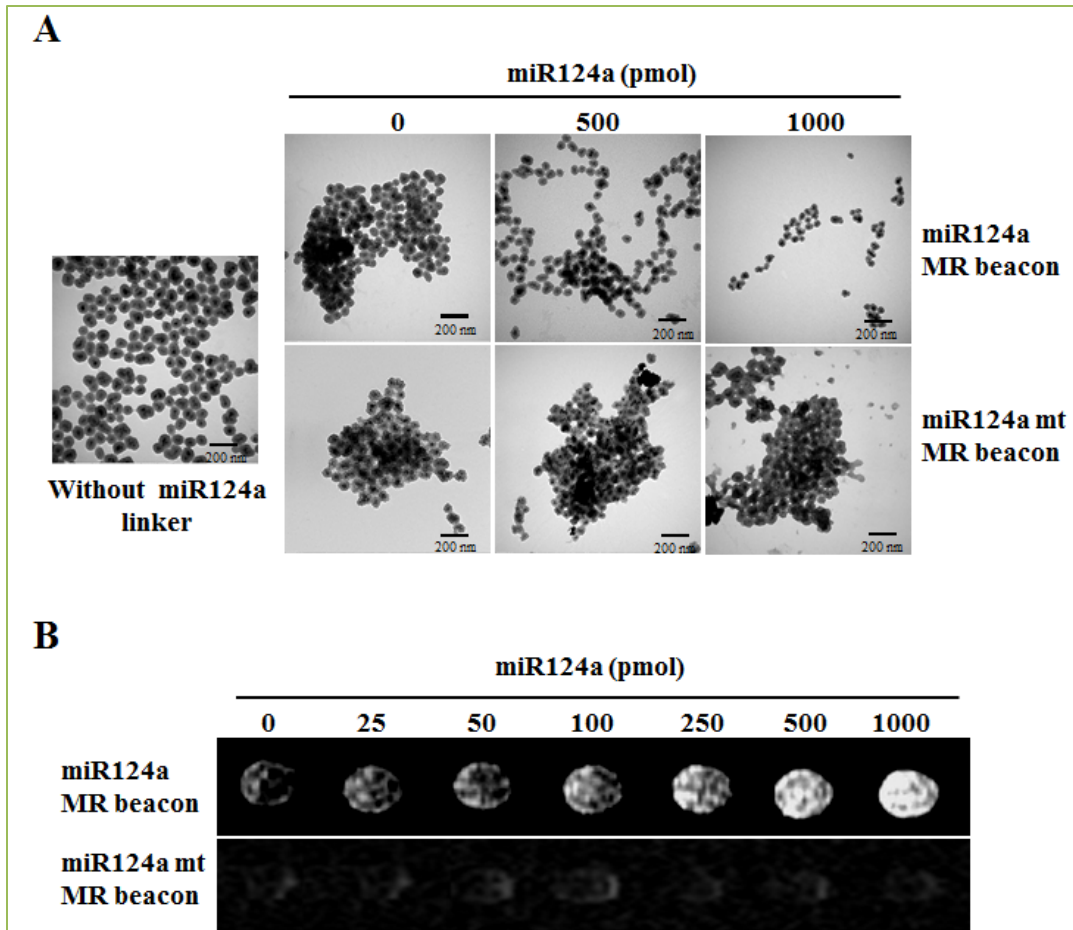 A
miR124a (pmol)
0 500 1000
miR124a
MR beacon
200 nm 200 nm 200 nm
200 nm
Without miR124a
linker
miR124a mt
MR beacon
200 nm 200 nm 200 nm
B
miR124a (pmol)
0 25 50 100 250 500 1000
miR124a
MR beacon
miR124a mt
MR beacon